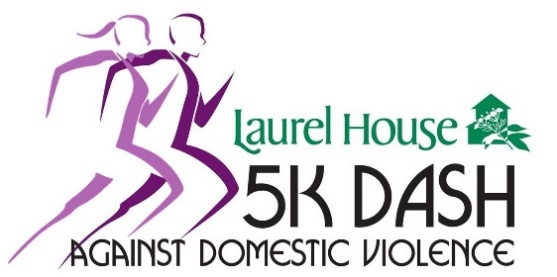 Laurel House
5K DASH
AGAINST DOMESTIC VIOLENCE